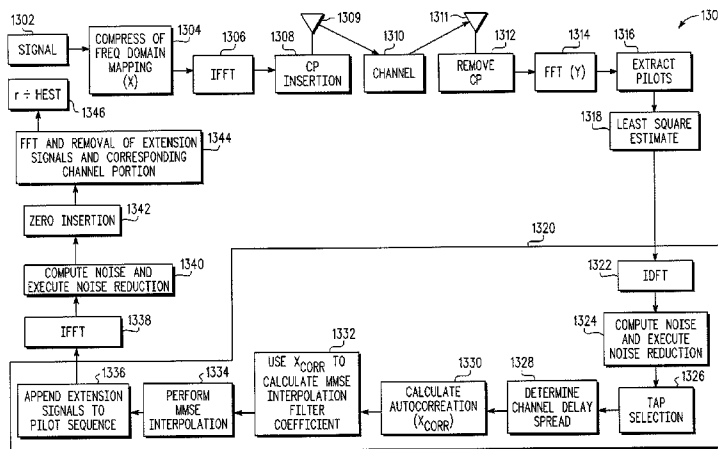 1302
SIGNAL
COMPRESS OF
FREQ DOMAIN
MAPPING
(X)
1304
1306
IFFT
1308
CP
INSERTION
1309
1310
CHANNEL
1311
1312
REMOVE
CP
1314
FFT (Y)
1316
EXTRACT
PILOTS
130
1318
LEAST SQUARE
ESTIMATE
r ÷ HEST
1346
FFT AND REMOVAL OF EXTENSION
SIGNALS AND CORRESPONDING
CHANNEL PORTION
1344
ZERO INSERTION
1342
COMPUTE NOISE AND
EXECUTE NOISE REDUCTION
1340
IFFT
1338
1320
1322
IDFT
1324
COMPUTE NOISE
AND EXECUTE
NOISE REDUCTION
1326
TAP
SELECTION
1328
DETERMINE
CHANNEL DELAY
SPREAD
1330
CALCULATE
AUTOCORREATION
(XCORR)
1332
USE XCORR TO
CALCULATE MMSE
INTERPOLATION
FILTER
COEFFICIENT
1334
PERFORM
MMSE
INTERPOLATION
1336
APPEND EXTENSION
SIGNALS TO
PILOT SEQUENCE